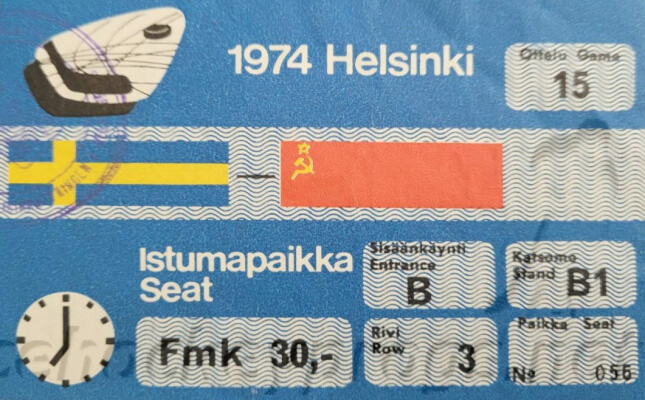 1974 Helsinki
Ottelu Game
15
Istumapaikka
Seat
Sisäänkäynti
Entrance
B
Katsomo
Stand
B1
Fmk 30,-
Rivi
Row
3
Paikka Seat
Nº 056